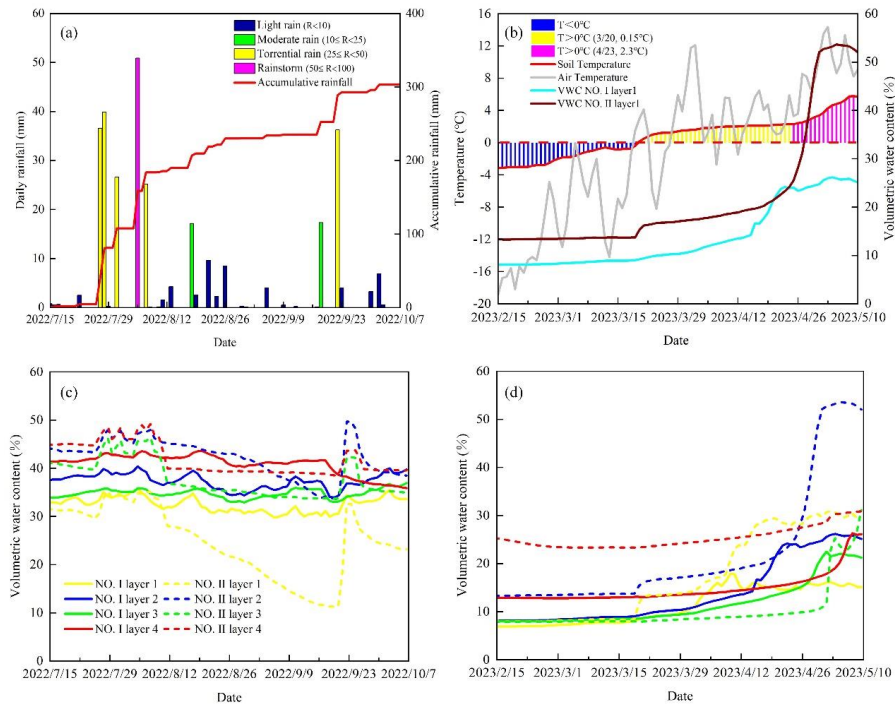 (a)
Light rain (R<10)
Moderate rain (10≤ R<25)
Torrential rain (25≤ R<50)
Rainstorm (50≤ R<100)
Accumulative rainfall
60
50
40
30
20
10
0
Daily rainfall (mm)
400
300
200
100
0
Accumulative rainfall (mm)
2022/7/15 2022/7/29 2022/8/12 2022/8/26 2022/9/9 2022/9/23 2022/10/7
Date
(b)
T<0℃
T>0℃ (3/20, 0.15℃)
T>0℃ (4/23, 2.3℃)
Soil Temperature
Air Temperature
VWC NO. I layer1
VWC NO. II layer1
16
12
8
4
0
-4
-8
-12
-16
-20
Temperature (℃)
60
50
40
30
20
10
0
Volumetric water content (%)
2023/2/15 2023/3/1 2023/3/15 2023/3/29 2023/4/12 2023/4/26 2023/5/10
Date
(c)
60
50
40
30
20
10
0
Volumetric water content (%)
NO. I layer 1 NO. II layer 1
NO. I layer 2 NO. II layer 2
NO. I layer 3 NO. II layer 3
NO. I layer 4 NO. II layer 4
2022/7/15 2022/7/29 2022/8/12 2022/8/26 2022/9/9 2022/9/23 2022/10/7
Date
(d)
60
50
40
30
20
10
0
Volumetric water content (%)
2023/2/15 2023/3/1 2023/3/15 2023/3/29 2023/4/12 2023/4/26 2023/5/10
Date